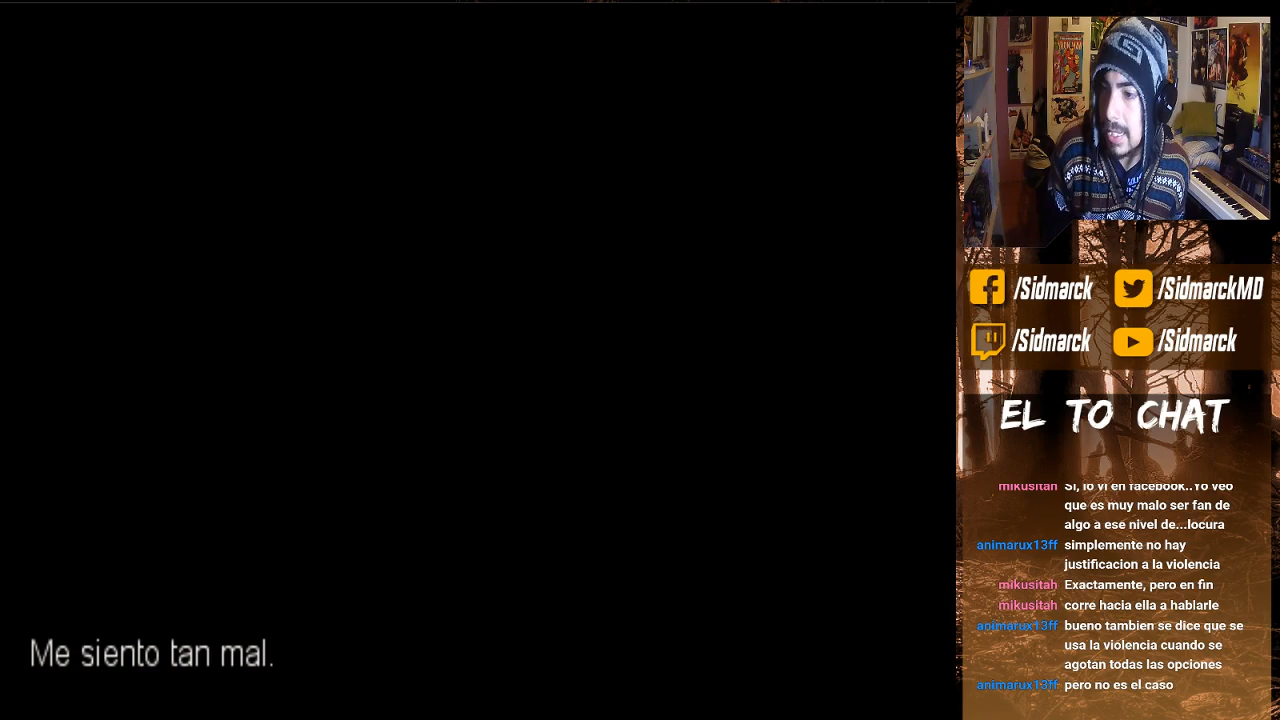 Me siento tan mal.
/Sidmarck
/SidmarckMD
/Sidmarck
/Sidmarck
EL TO CHAT
mikusitah Si, lo vi en facebook..Yo veo
que es muy malo ser fan de
algo a ese nivel de...locura
animarux13ff simplemente no hay
justificacion a la violencia
mikusitah Exactamente, pero en fin
mikusitah corre hacia ella a hablarle
animarux13ff bueno tambien se dice que se
usa la violencia cuando se
agotan todas las opciones
animarux13ff pero no es el caso